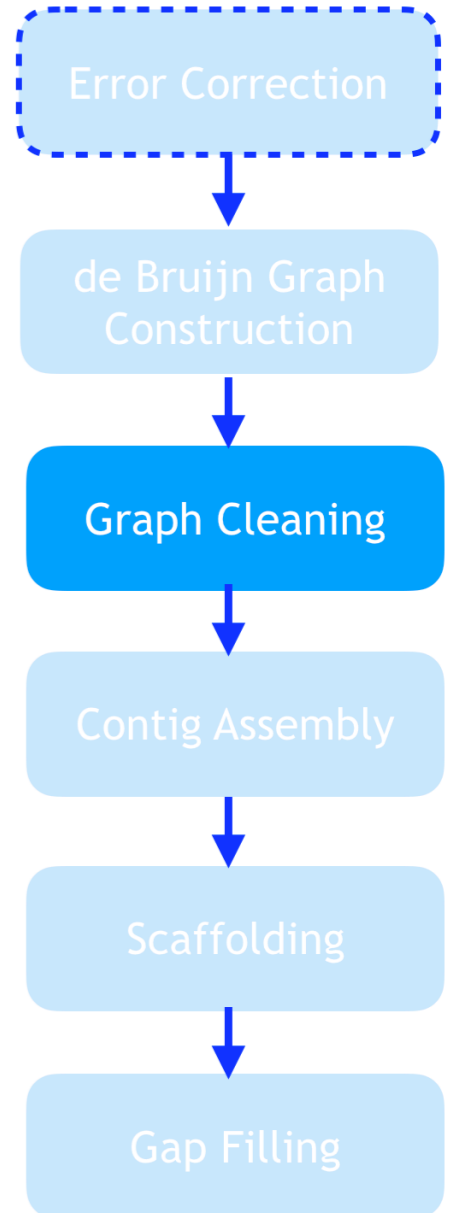 Error Correction
de Bruijn Graph
Construction
Graph Cleaning
Contig Assembly
Scaffolding
Gap Filling